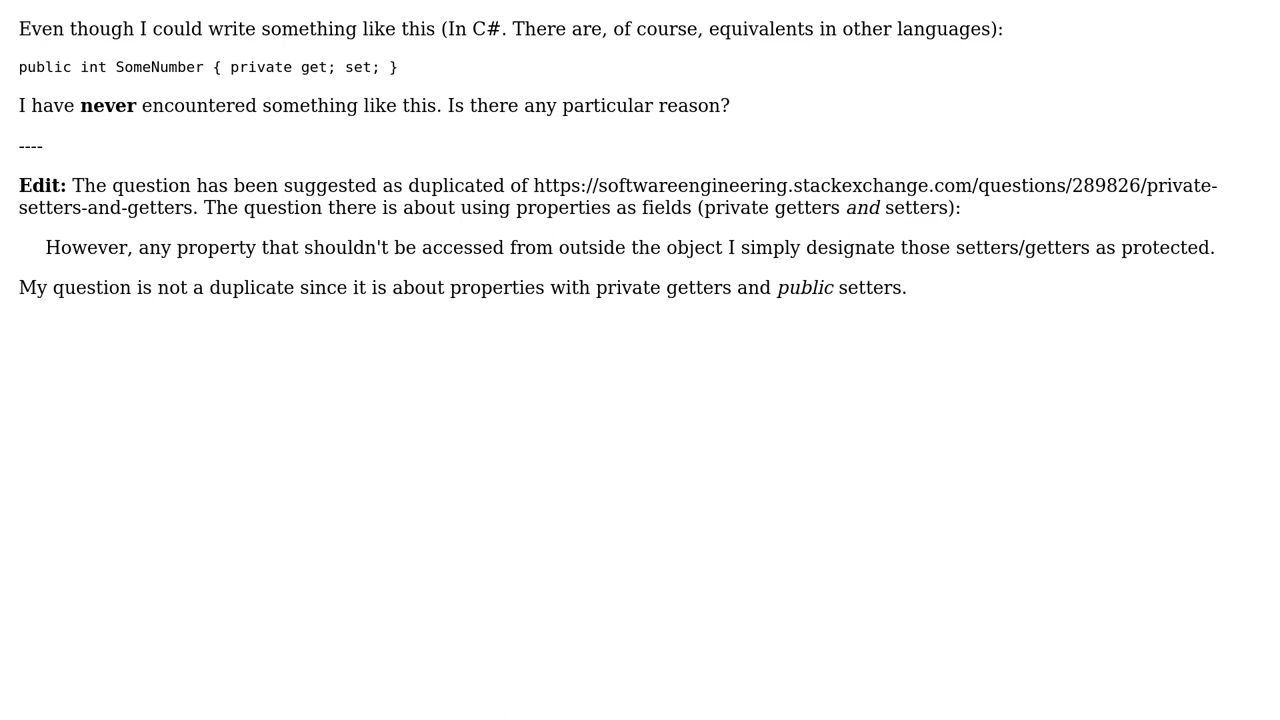 Even though I could write something like this (In C#. There are, of course, equivalents in other languages):
public int SomeNumber { private get; set; }
I have never encountered something like this. Is there any particular reason?
----
Edit: The question has been suggested as duplicated of https://softwareengineering.stackexchange.com/questions/289826/private-
setters-and-getters. The question there is about using properties as fields (private getters and setters):
However, any property that shouldn't be accessed from outside the object I simply designate those setters/getters as protected.
My question is not a duplicate since it is about properties with private getters and public setters.